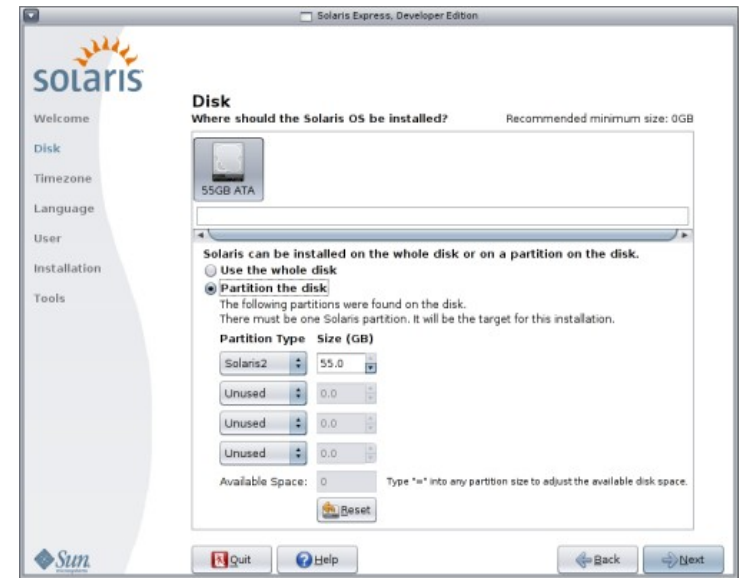 Solaris Express, Developer Edition
solaris
Welcome
Disk
Timezone
Language
User
Installation
Tools
Disk
Where should the Solaris OS be installed? Recommended minimum size: 0GB
55GB ATA
Solaris can be installed on the whole disk or on a partition on the disk.
Use the whole disk
Partition the disk
The following partitions were found on the disk.
There must be one Solaris partition. It will be the target for this installation.
Partition Type Size (GB)
Solaris2 55.0
Unused 0.0
Unused 0.0
Unused 0.0
Available Space: 0 Type "=" into any partition size to adjust the available disk space.
Reset
Sun
microsystems
Quit Help Back Next